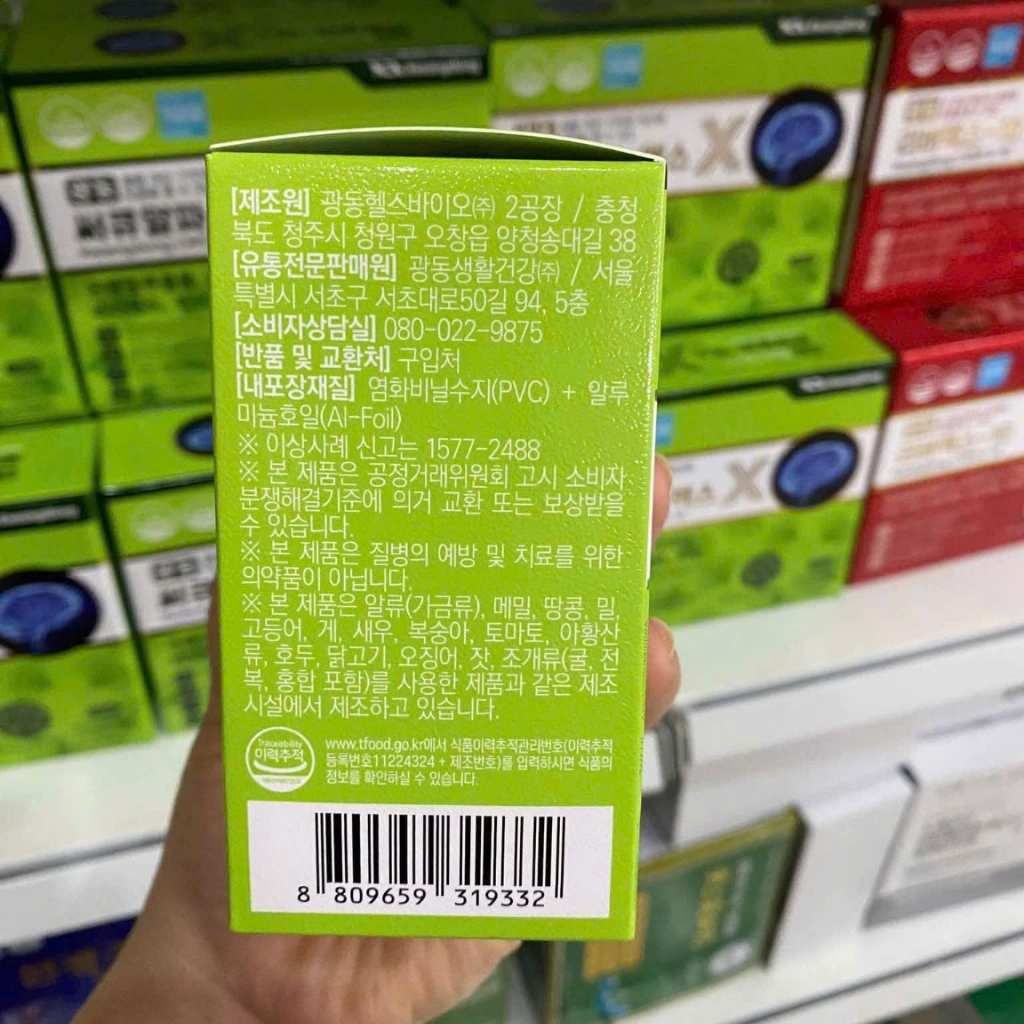 [제조원] 광동헬스바이오㈜ 2공장 / 충청
북도 청주시 청원구 오창읍 양청송대길 38
[유통전문판매원] 광동생활건강㈜ / 서울
특별시 서초구 서초대로50길 94, 5층
[소비자상담실] 080-022-9875
[반품 및 교환처] 구입처
[내포장재질] 염화비닐수지(PVC) + 알루
미늄호일(Al-Foil)
※ 이상사례 신고는 1577-2488
※ 본 제품은 공정거래위원회 고시 소비자
분쟁해결기준에 의거 교환 또는 보상받을
수 있습니다.
※ 본 제품은 질병의 예방 및 치료를 위한
의약품이 아닙니다.
※ 본 제품은 알류(가금류), 메밀, 땅콩, 밀,
고등어, 게, 새우, 복숭아, 토마토, 아황산
류, 호두, 닭고기, 오징어, 잣, 조개류(굴, 전
복, 홍합 포함)를 사용한 제품과 같은 제조
시설에서 제조하고 있습니다.
Traceability
이력추적
www.tfood.go.kr에서 식품이력추적관리번호(이력추적
등록번호11224324 + 제조번호)를 입력하시면 식품의
정보를 확인하실 수 있습니다.
8 809659 319332